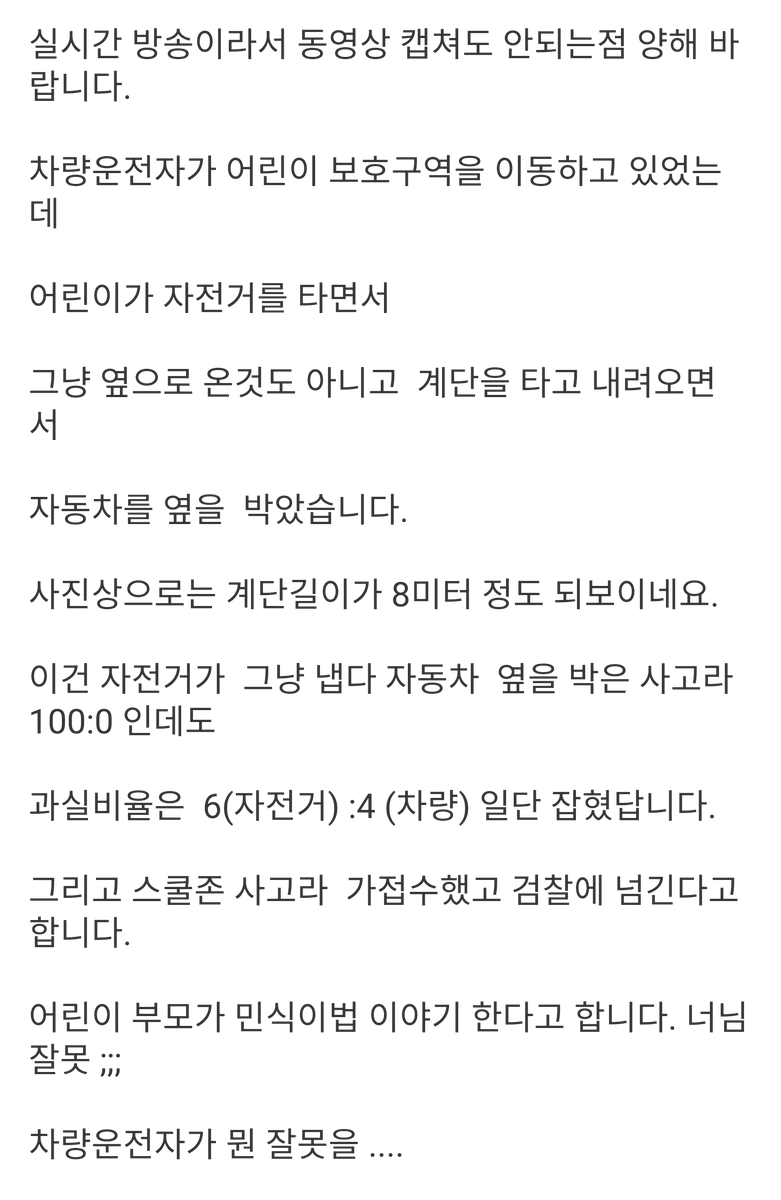 실시간 방송이라서 동영상 캡쳐도 안되는점 양해 바
랍니다.
차량운전자가 어린이 보호구역을 이동하고 있었는
데
어린이가 자전거를 타면서
그냥 옆으로 온것도 아니고  계단을 타고 내려오면
서
자동차를 옆을  박았습니다.
사진상으로는 계단길이가 8미터 정도 되보이네요.
이건 자전거가  그냥 냅다 자동차  옆을 박은 사고라
100:0 인데도
과실비율은  6(자전거) :4 (차량) 일단 잡혔답니다.
그리고 스쿨존 사고라  가접수했고 검찰에 넘긴다고
합니다.
어린이 부모가 민식이법 이야기 한다고 합니다. 너님
잘못 ;;;
차량운전자가 뭔 잘못을 ....